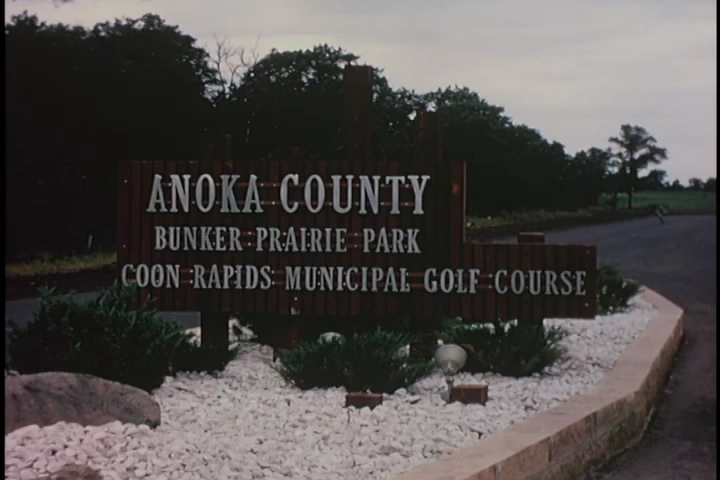 ANOKA COUNTY
BUNKER PRAIRIE PARK
COON RAPIDS MUNICIPAL GOLF COURSE